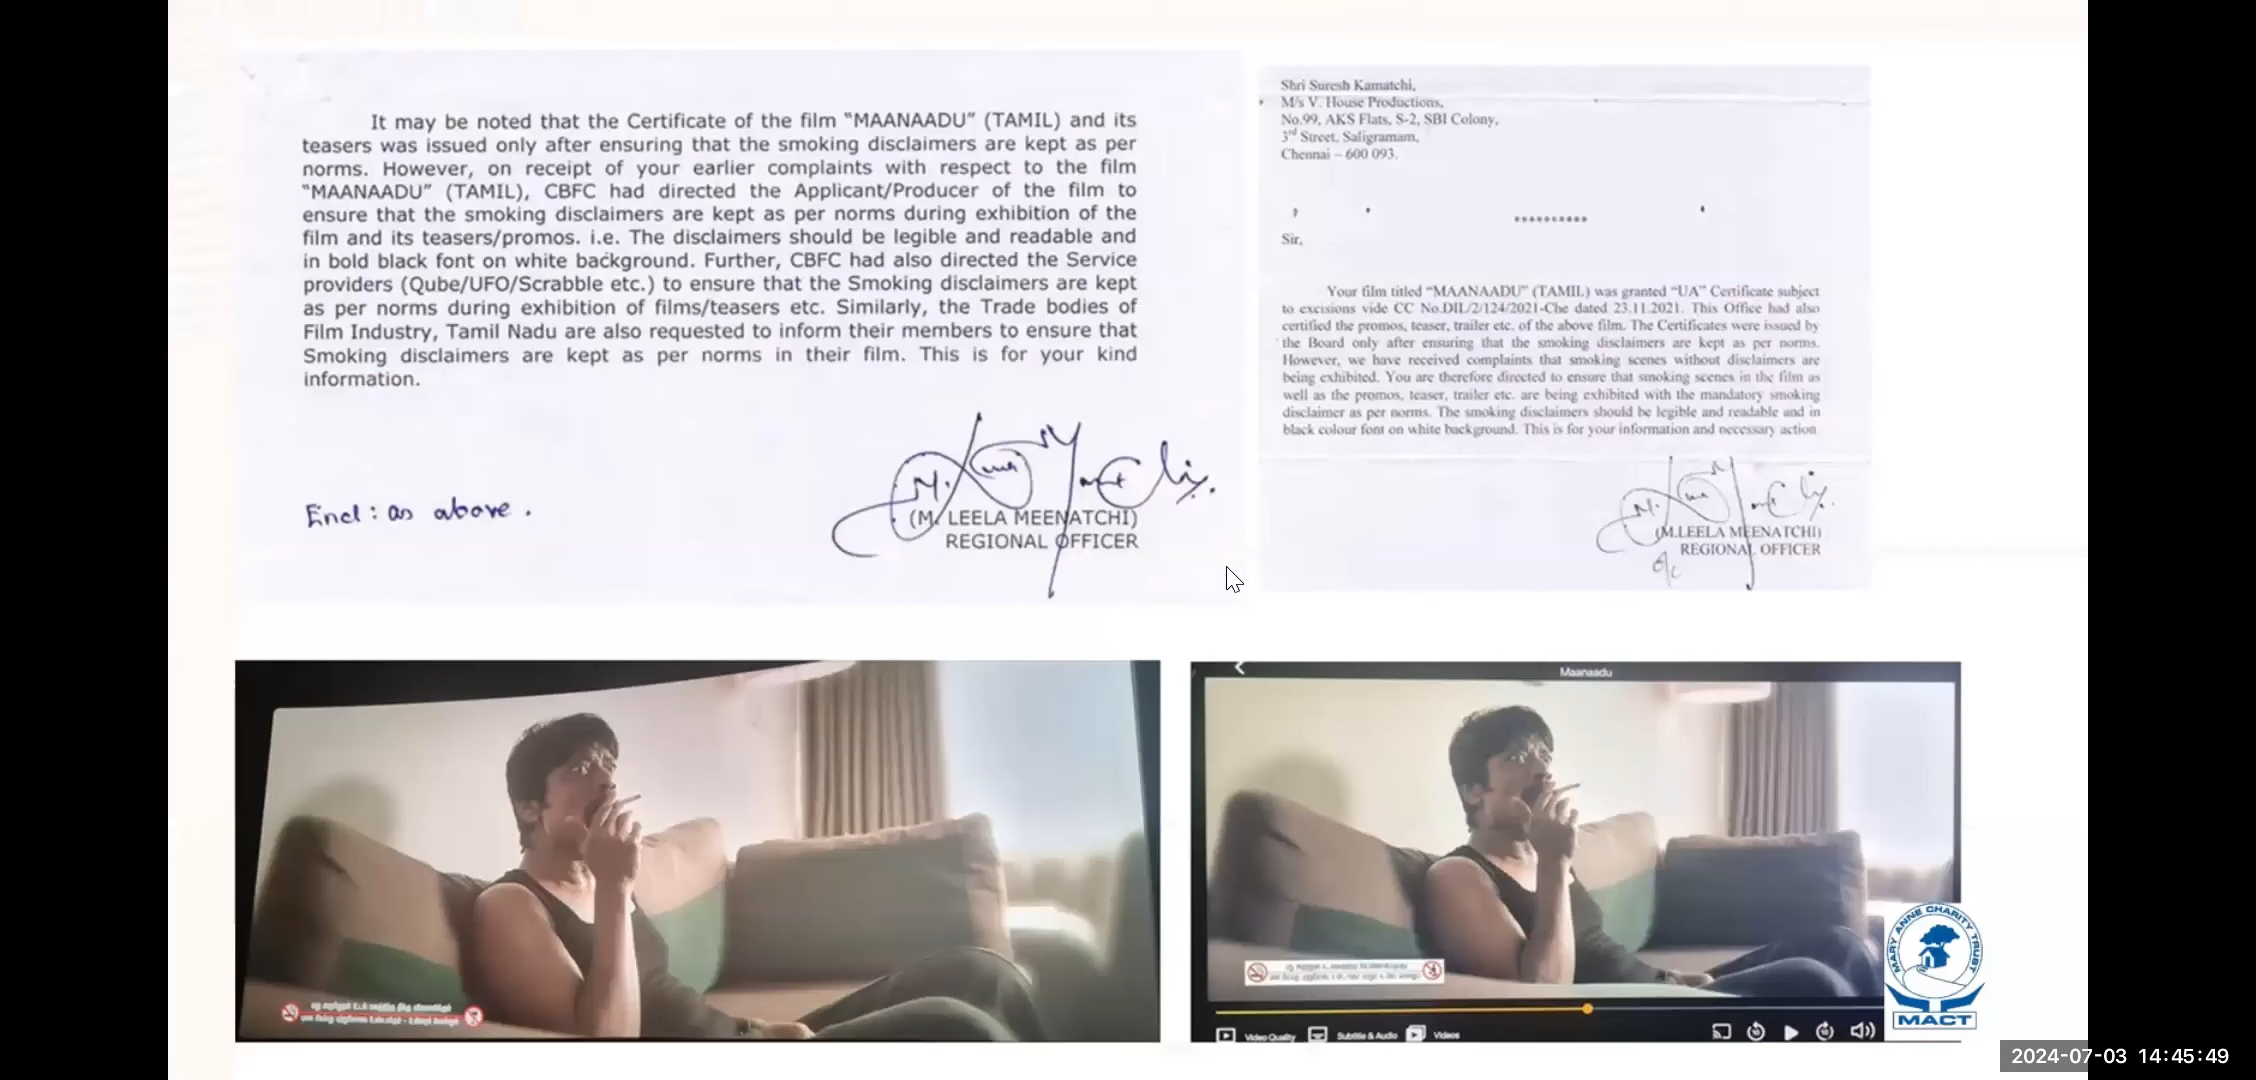 It may be noted that the Certificate of the film "MAANAADU" (TAMIL) and its
teasers was issued only after ensuring that the smoking disclaimers are kept as per
norms. However, on receipt of your earlier complaints with respect to the film
"MAANAADU" (TAMIL), CBFC had directed the Applicant/Producer of the film to
ensure that the smoking disclaimers are kept as per norms during exhibition of the
film and its teasers/promos. i.e. The disclaimers should be legible and readable and
in bold black font on white background. Further, CBFC had also directed the Service
providers (Qube/UFO/Scrabble etc.) to ensure that the Smoking disclaimers are kept
as per norms during exhibition of films/teasers etc. Similarly, the Trade bodies of
Film Industry, Tamil Nadu are also requested to inform their members to ensure that
Smoking disclaimers are kept as per norms in their film. This is for your kind
information.
Encl: as above.
(M. LEELA MEENATCHI)
REGIONAL OFFICER
Shri Suresh Kamatchi,
M/s V. House Productions,
No.99, AKS Flats, S-2, SBI Colony,
3rd Street, Saligramam,
Chennai – 600 093.
**********
Sir,
Your film titled "MAANAADU" (TAMIL) was granted "UA" Certificate subject
to excisions vide CC No.DIL/2/124/2021-Che dated 23.11.2021. This Office had also
certified the promos, teaser, trailer etc. of the above film. The Certificates were issued by
the Board only after ensuring that the smoking disclaimers are kept as per norms.
However, we have received complaints that smoking scenes without disclaimers are
being exhibited. You are therefore directed to ensure that smoking scenes in the film as
well as the promos, teaser, trailer etc. are being exhibited with the mandatory smoking
disclaimer as per norms. The smoking disclaimers should be legible and readable and in
black colour font on white background. This is for your information and necessary action
(M.LEELA MEENATCHI)
REGIONAL OFFICER
Maanaadu
Video Quality
Subtitle & Audio
Videos
MARY ANNE CHARITY TRUST
MACT
2024-07-03 14:45:49